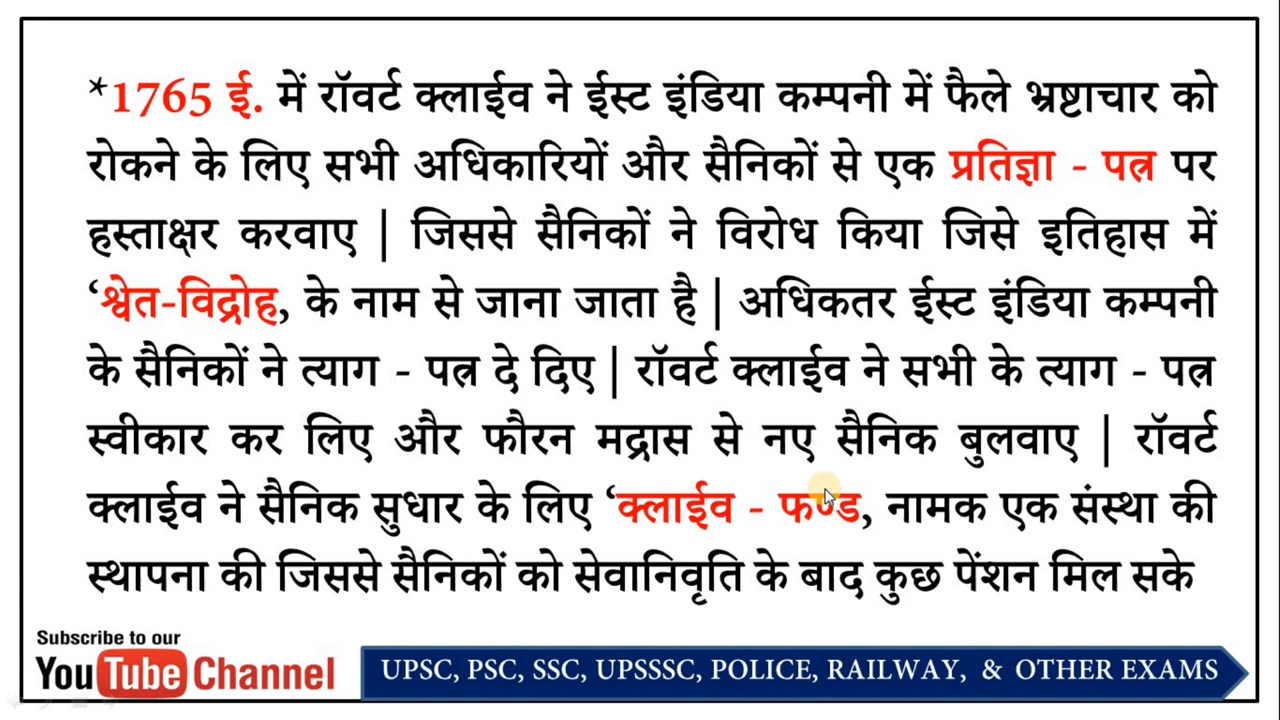 *1765 ई. में रॉवर्ट क्लाईव ने ईस्ट इंडिया कम्पनी में फैले भ्रष्टाचार को
रोकने के लिए सभी अधिकारियों और सैनिकों से एक प्रतिज्ञा - पत्र पर
हस्ताक्षर करवाए | जिससे सैनिकों ने विरोध किया जिसे इतिहास में
‘श्वेत-विद्रोह, के नाम से जाना जाता है | अधिकतर ईस्ट इंडिया कम्पनी
के सैनिकों ने त्याग - पत्र दे दिए | रॉवर्ट क्लाईव ने सभी के त्याग - पत्र
स्वीकार कर लिए और फौरन मद्रास से नए सैनिक बुलवाए | रॉवर्ट
क्लाईव ने सैनिक सुधार के लिए ‘क्लाईव - फण्ड, नामक एक संस्था की
स्थापना की जिससे सैनिकों को सेवानिवृति के बाद कुछ पेंशन मिल सके
Subscribe to our
YouTube Channel
UPSC, PSC, SSC, UPSSSC, POLICE, RAILWAY, & OTHER EXAMS